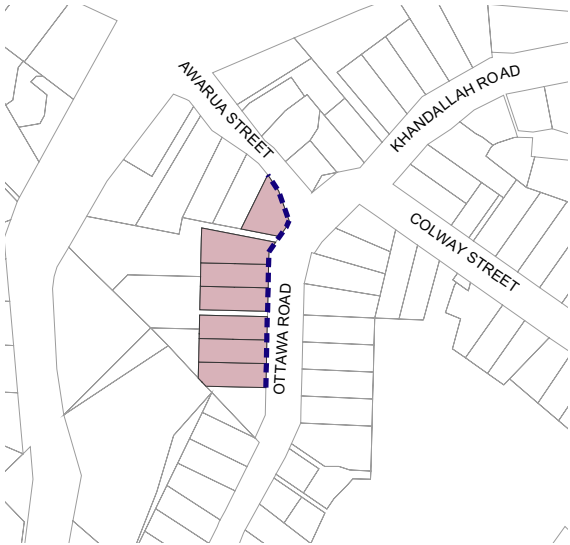 AWARUA STREET
KHANDALLAH ROAD
COLWAY STREET
OTTAWA ROAD